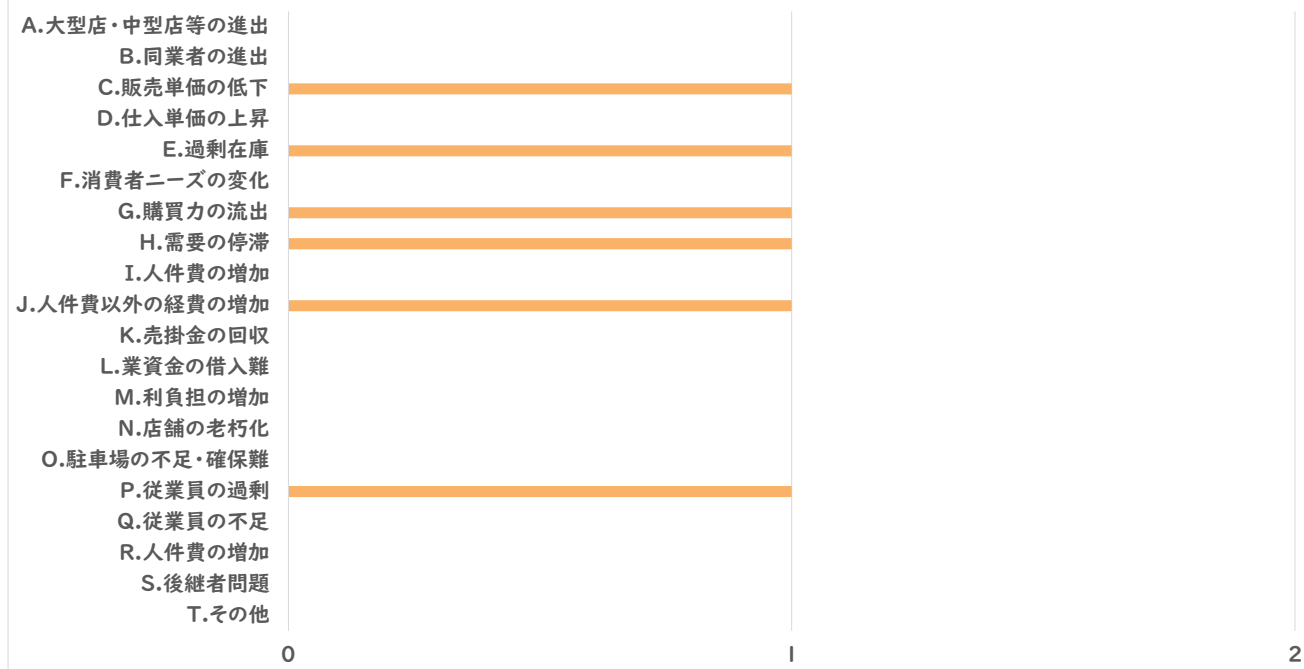 A.大型店・中型店等の進出
B.同業者の進出
C.販売単価の低下
D.仕入単価の上昇
E.過剰在庫
F.消費者ニーズの変化
G.購買力の流出
H.需要の停滞
I.人件費の増加
J.人件費以外の経費の増加
K.売掛金の回収
L.業資金の借入難
M.利負担の増加
N.店舗の老朽化
O.駐車場の不足・確保難
P.従業員の過剰
Q.従業員の不足
R.人件費の増加
S.後継者問題
T.その他
0 1 2